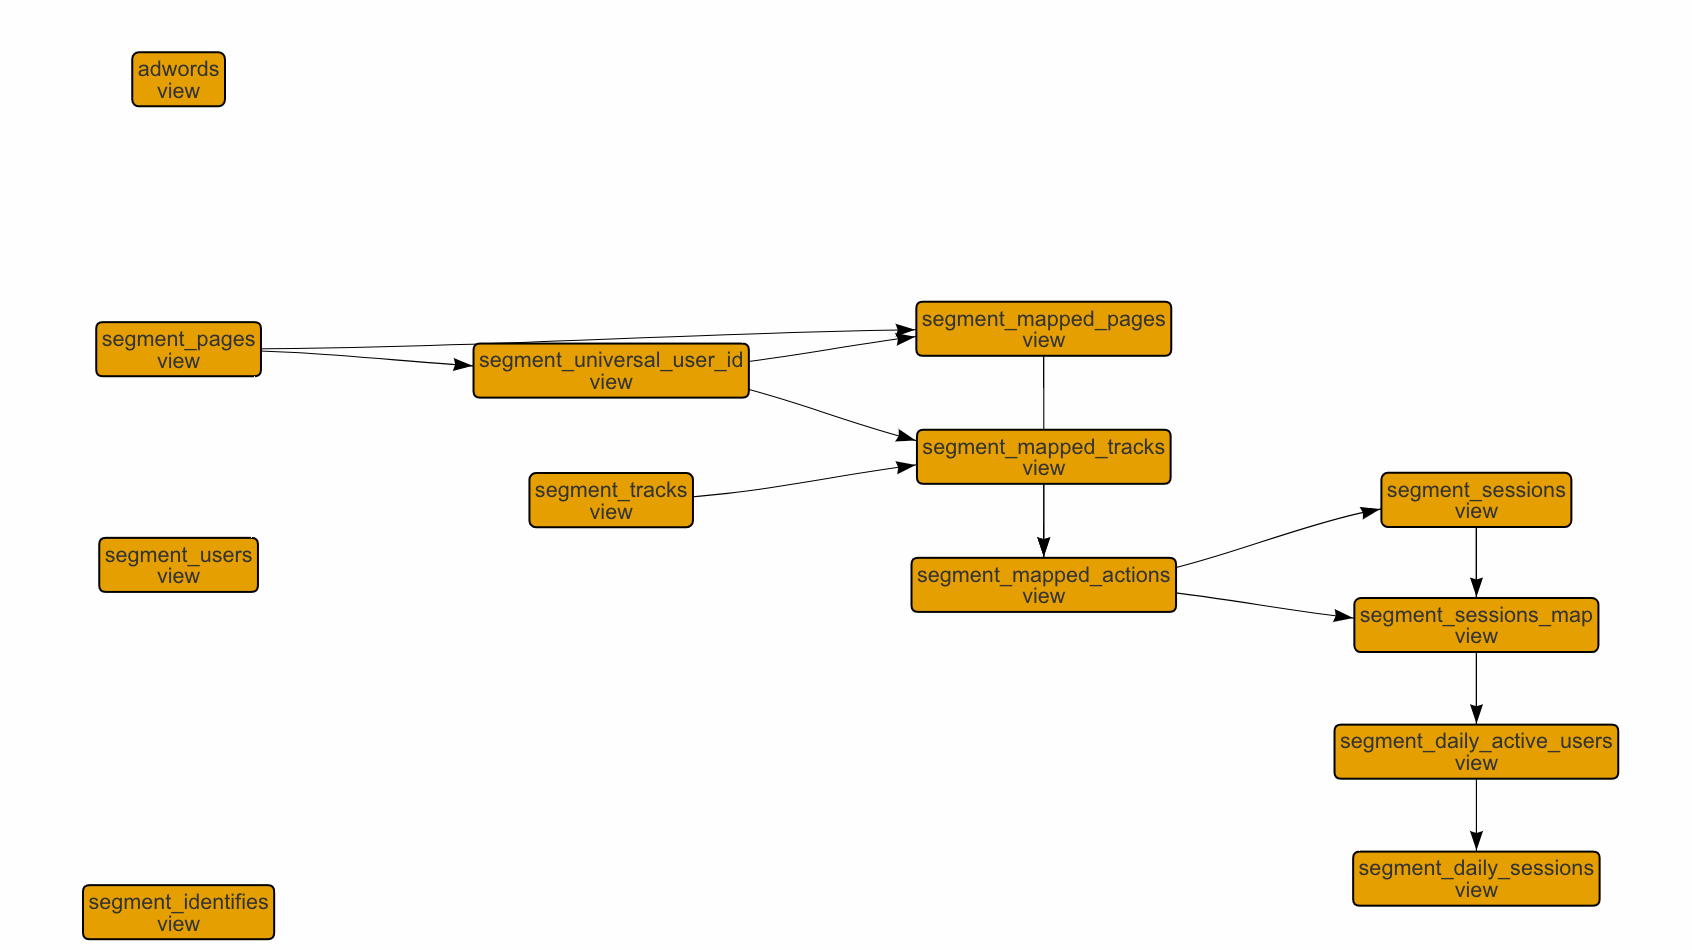 adwords
view
segment_pages
view
segment_universal_user_id
view
segment_mapped_pages
view
segment_mapped_tracks
view
segment_tracks
view
segment_sessions
view
segment_users
view
segment_mapped_actions
view
segment_sessions_map
view
segment_daily_active_users
view
segment_daily_sessions
view
segment_identifies
view